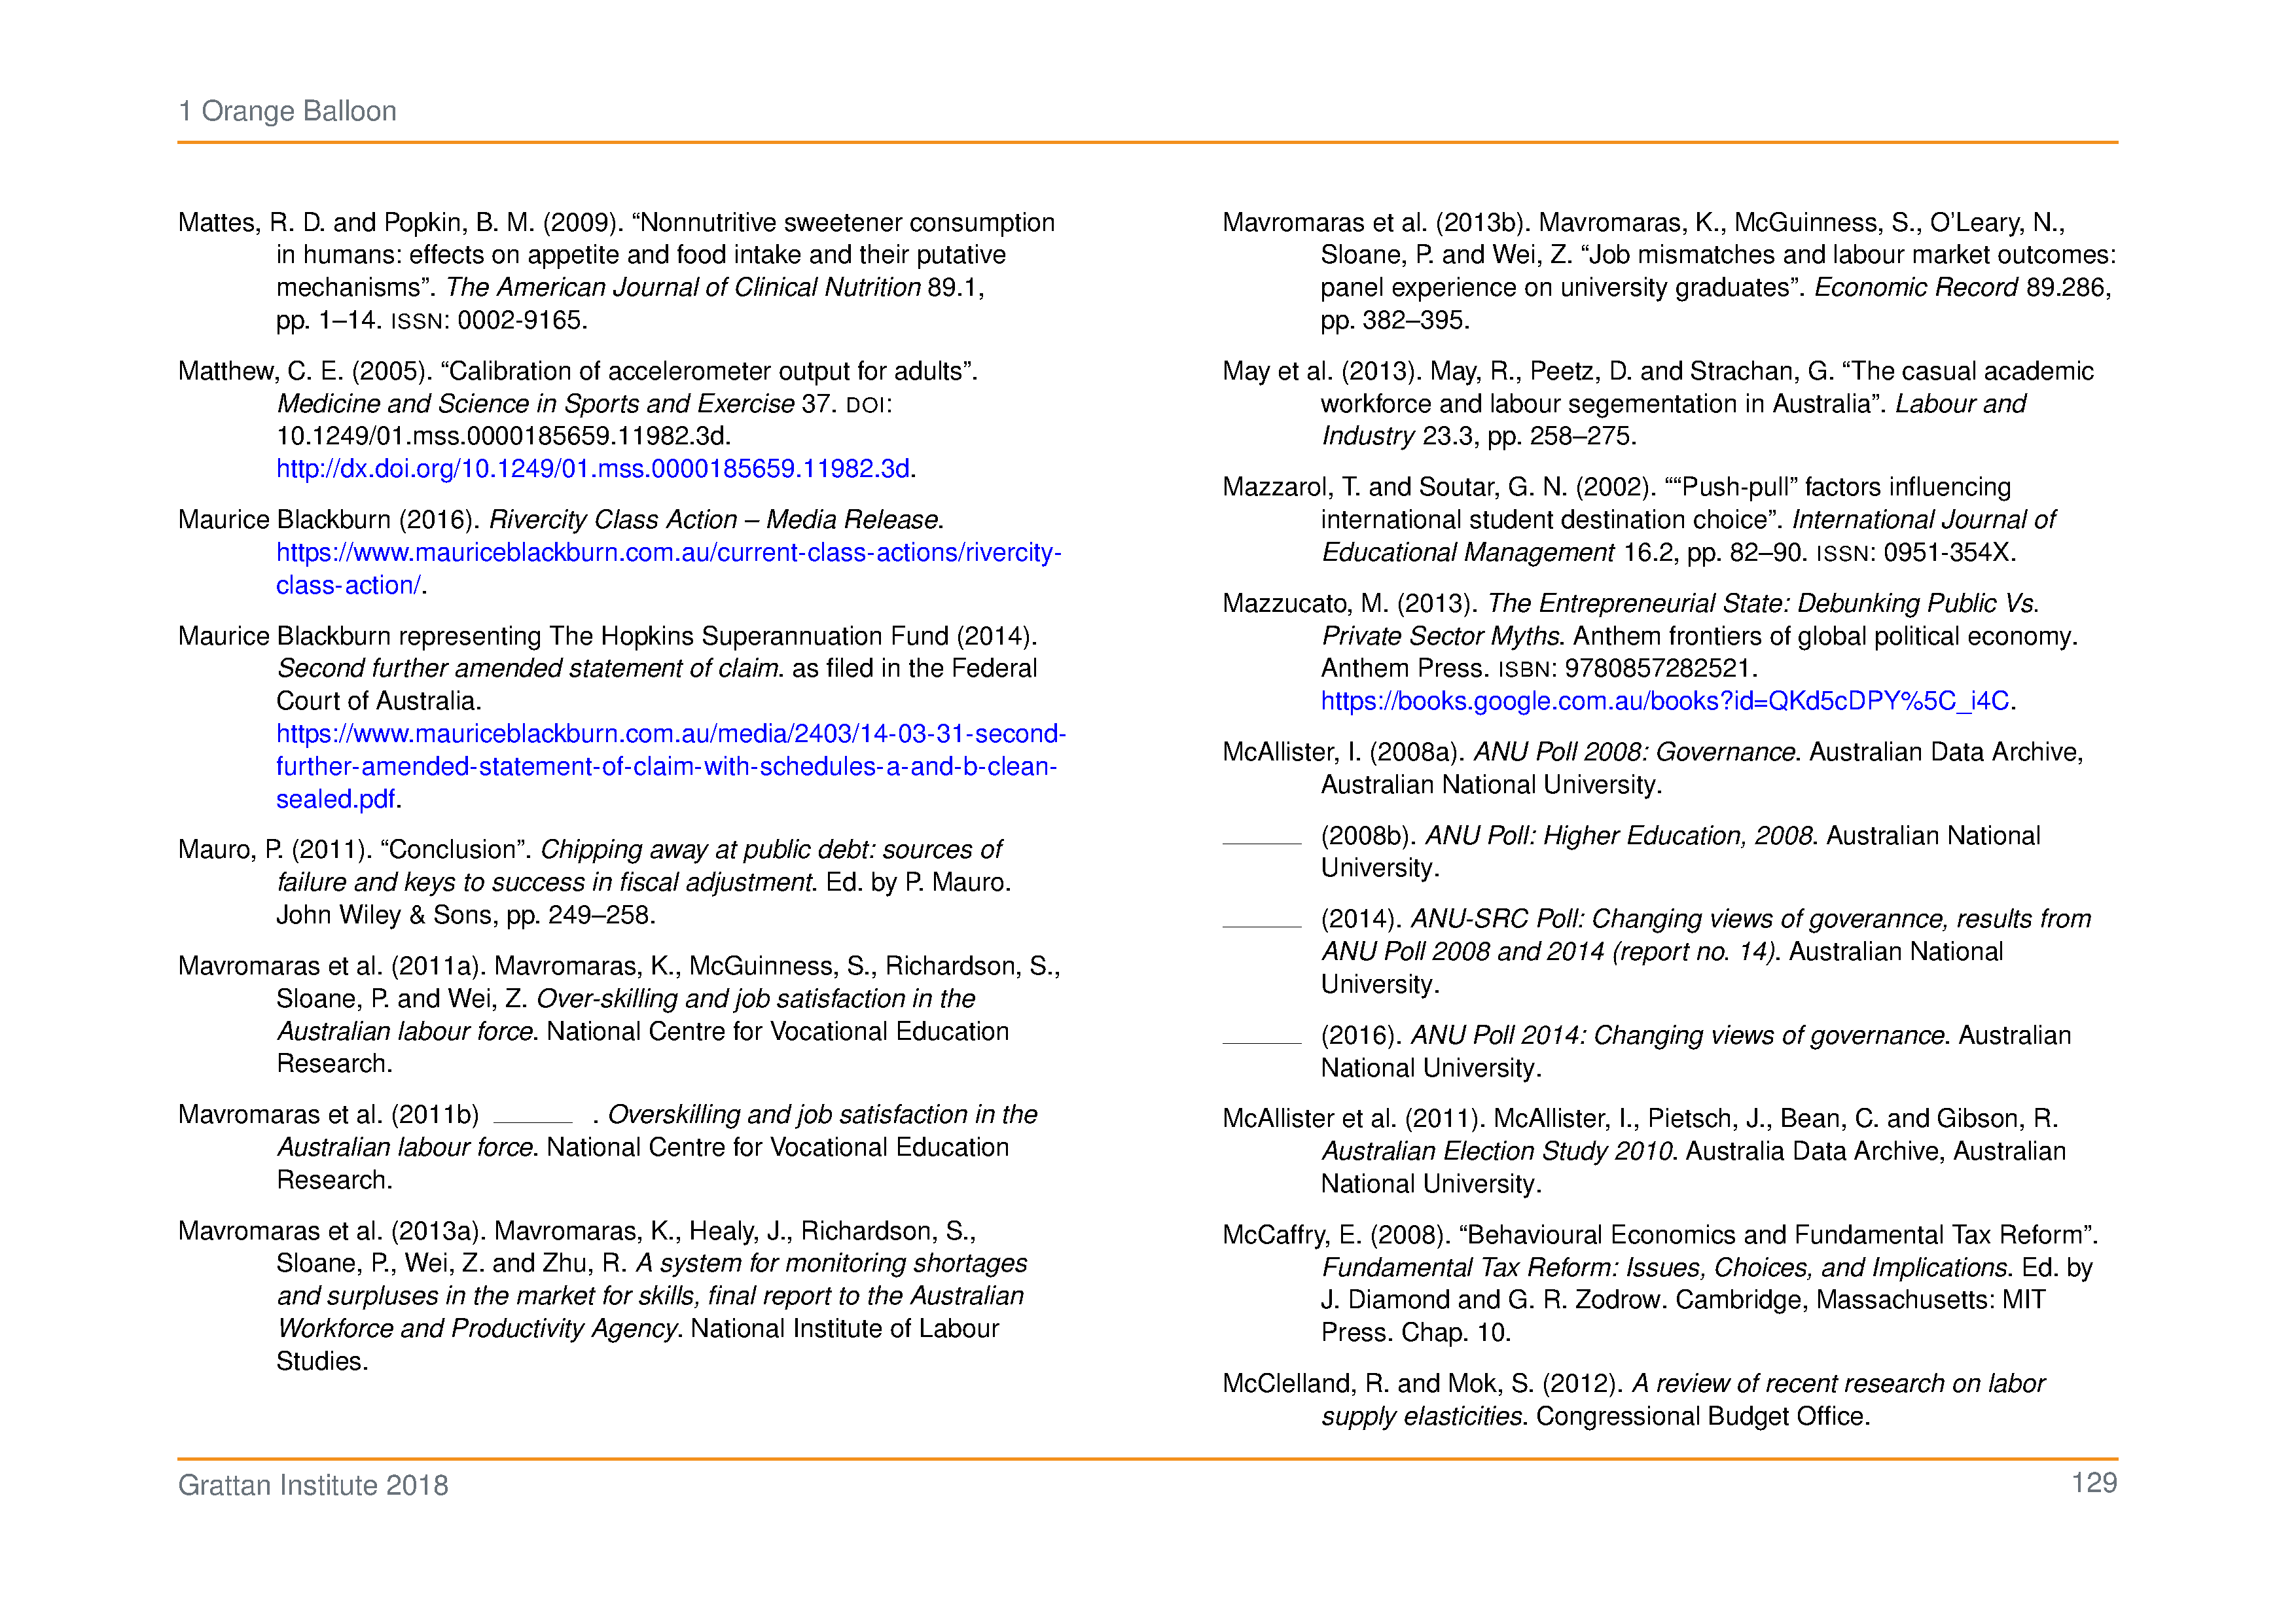 1 Orange Balloon
Mattes, R. D. and Popkin, B. M. (2009). “Nonnutritive sweetener consumption
in humans: effects on appetite and food intake and their putative
mechanisms”. The American Journal of Clinical Nutrition 89.1,
pp. 1–14. ISSN: 0002-9165.
Matthew, C. E. (2005). “Calibration of accelerometer output for adults”.
Medicine and Science in Sports and Exercise 37. DOI:
10.1249/01.mss.0000185659.11982.3d.
http://dx.doi.org/10.1249/01.mss.0000185659.11982.3d.
Maurice Blackburn (2016). Rivercity Class Action – Media Release.
https://www.mauriceblackburn.com.au/current-class-actions/rivercity-
class-action/.
Maurice Blackburn representing The Hopkins Superannuation Fund (2014).
Second further amended statement of claim. as filed in the Federal
Court of Australia.
https://www.mauriceblackburn.com.au/media/2403/14-03-31-second-
further-amended-statement-of-claim-with-schedules-a-and-b-clean-
sealed.pdf.
Mauro, P. (2011). “Conclusion”. Chipping away at public debt: sources of
failure and keys to success in fiscal adjustment. Ed. by P. Mauro.
John Wiley & Sons, pp. 249–258.
Mavromaras et al. (2011a). Mavromaras, K., McGuinness, S., Richardson, S.,
Sloane, P. and Wei, Z. Over-skilling and job satisfaction in the
Australian labour force. National Centre for Vocational Education
Research.
Mavromaras et al. (2011b) ______ . Overskilling and job satisfaction in the
Australian labour force. National Centre for Vocational Education
Research.
Mavromaras et al. (2013a). Mavromaras, K., Healy, J., Richardson, S.,
Sloane, P., Wei, Z. and Zhu, R. A system for monitoring shortages
and surpluses in the market for skills, final report to the Australian
Workforce and Productivity Agency. National Institute of Labour
Studies.
Mavromaras et al. (2013b). Mavromaras, K., McGuinness, S., O’Leary, N.,
Sloane, P. and Wei, Z. “Job mismatches and labour market outcomes:
panel experience on university graduates”. Economic Record 89.286,
pp. 382–395.
May et al. (2013). May, R., Peetz, D. and Strachan, G. “The casual academic
workforce and labour segementation in Australia”. Labour and
Industry 23.3, pp. 258–275.
Mazzarol, T. and Soutar, G. N. (2002). ““Push-pull” factors influencing
international student destination choice”. International Journal of
Educational Management 16.2, pp. 82–90. ISSN: 0951-354X.
Mazzucato, M. (2013). The Entrepreneurial State: Debunking Public Vs.
Private Sector Myths. Anthem frontiers of global political economy.
Anthem Press. ISBN: 9780857282521.
https://books.google.com.au/books?id=QKd5cDPY%5C_i4C.
McAllister, I. (2008a). ANU Poll 2008: Governance. Australian Data Archive,
Australian National University.
______ (2008b). ANU Poll: Higher Education, 2008. Australian National
University.
______ (2014). ANU-SRC Poll: Changing views of goverannce, results from
ANU Poll 2008 and 2014 (report no. 14). Australian National
University.
______ (2016). ANU Poll 2014: Changing views of governance. Australian
National University.
McAllister et al. (2011). McAllister, I., Pietsch, J., Bean, C. and Gibson, R.
Australian Election Study 2010. Australia Data Archive, Australian
National University.
McCaffry, E. (2008). “Behavioural Economics and Fundamental Tax Reform”.
Fundamental Tax Reform: Issues, Choices, and Implications. Ed. by
J. Diamond and G. R. Zodrow. Cambridge, Massachusetts: MIT
Press. Chap. 10.
McClelland, R. and Mok, S. (2012). A review of recent research on labor
supply elasticities. Congressional Budget Office.
Grattan Institute 2018
129